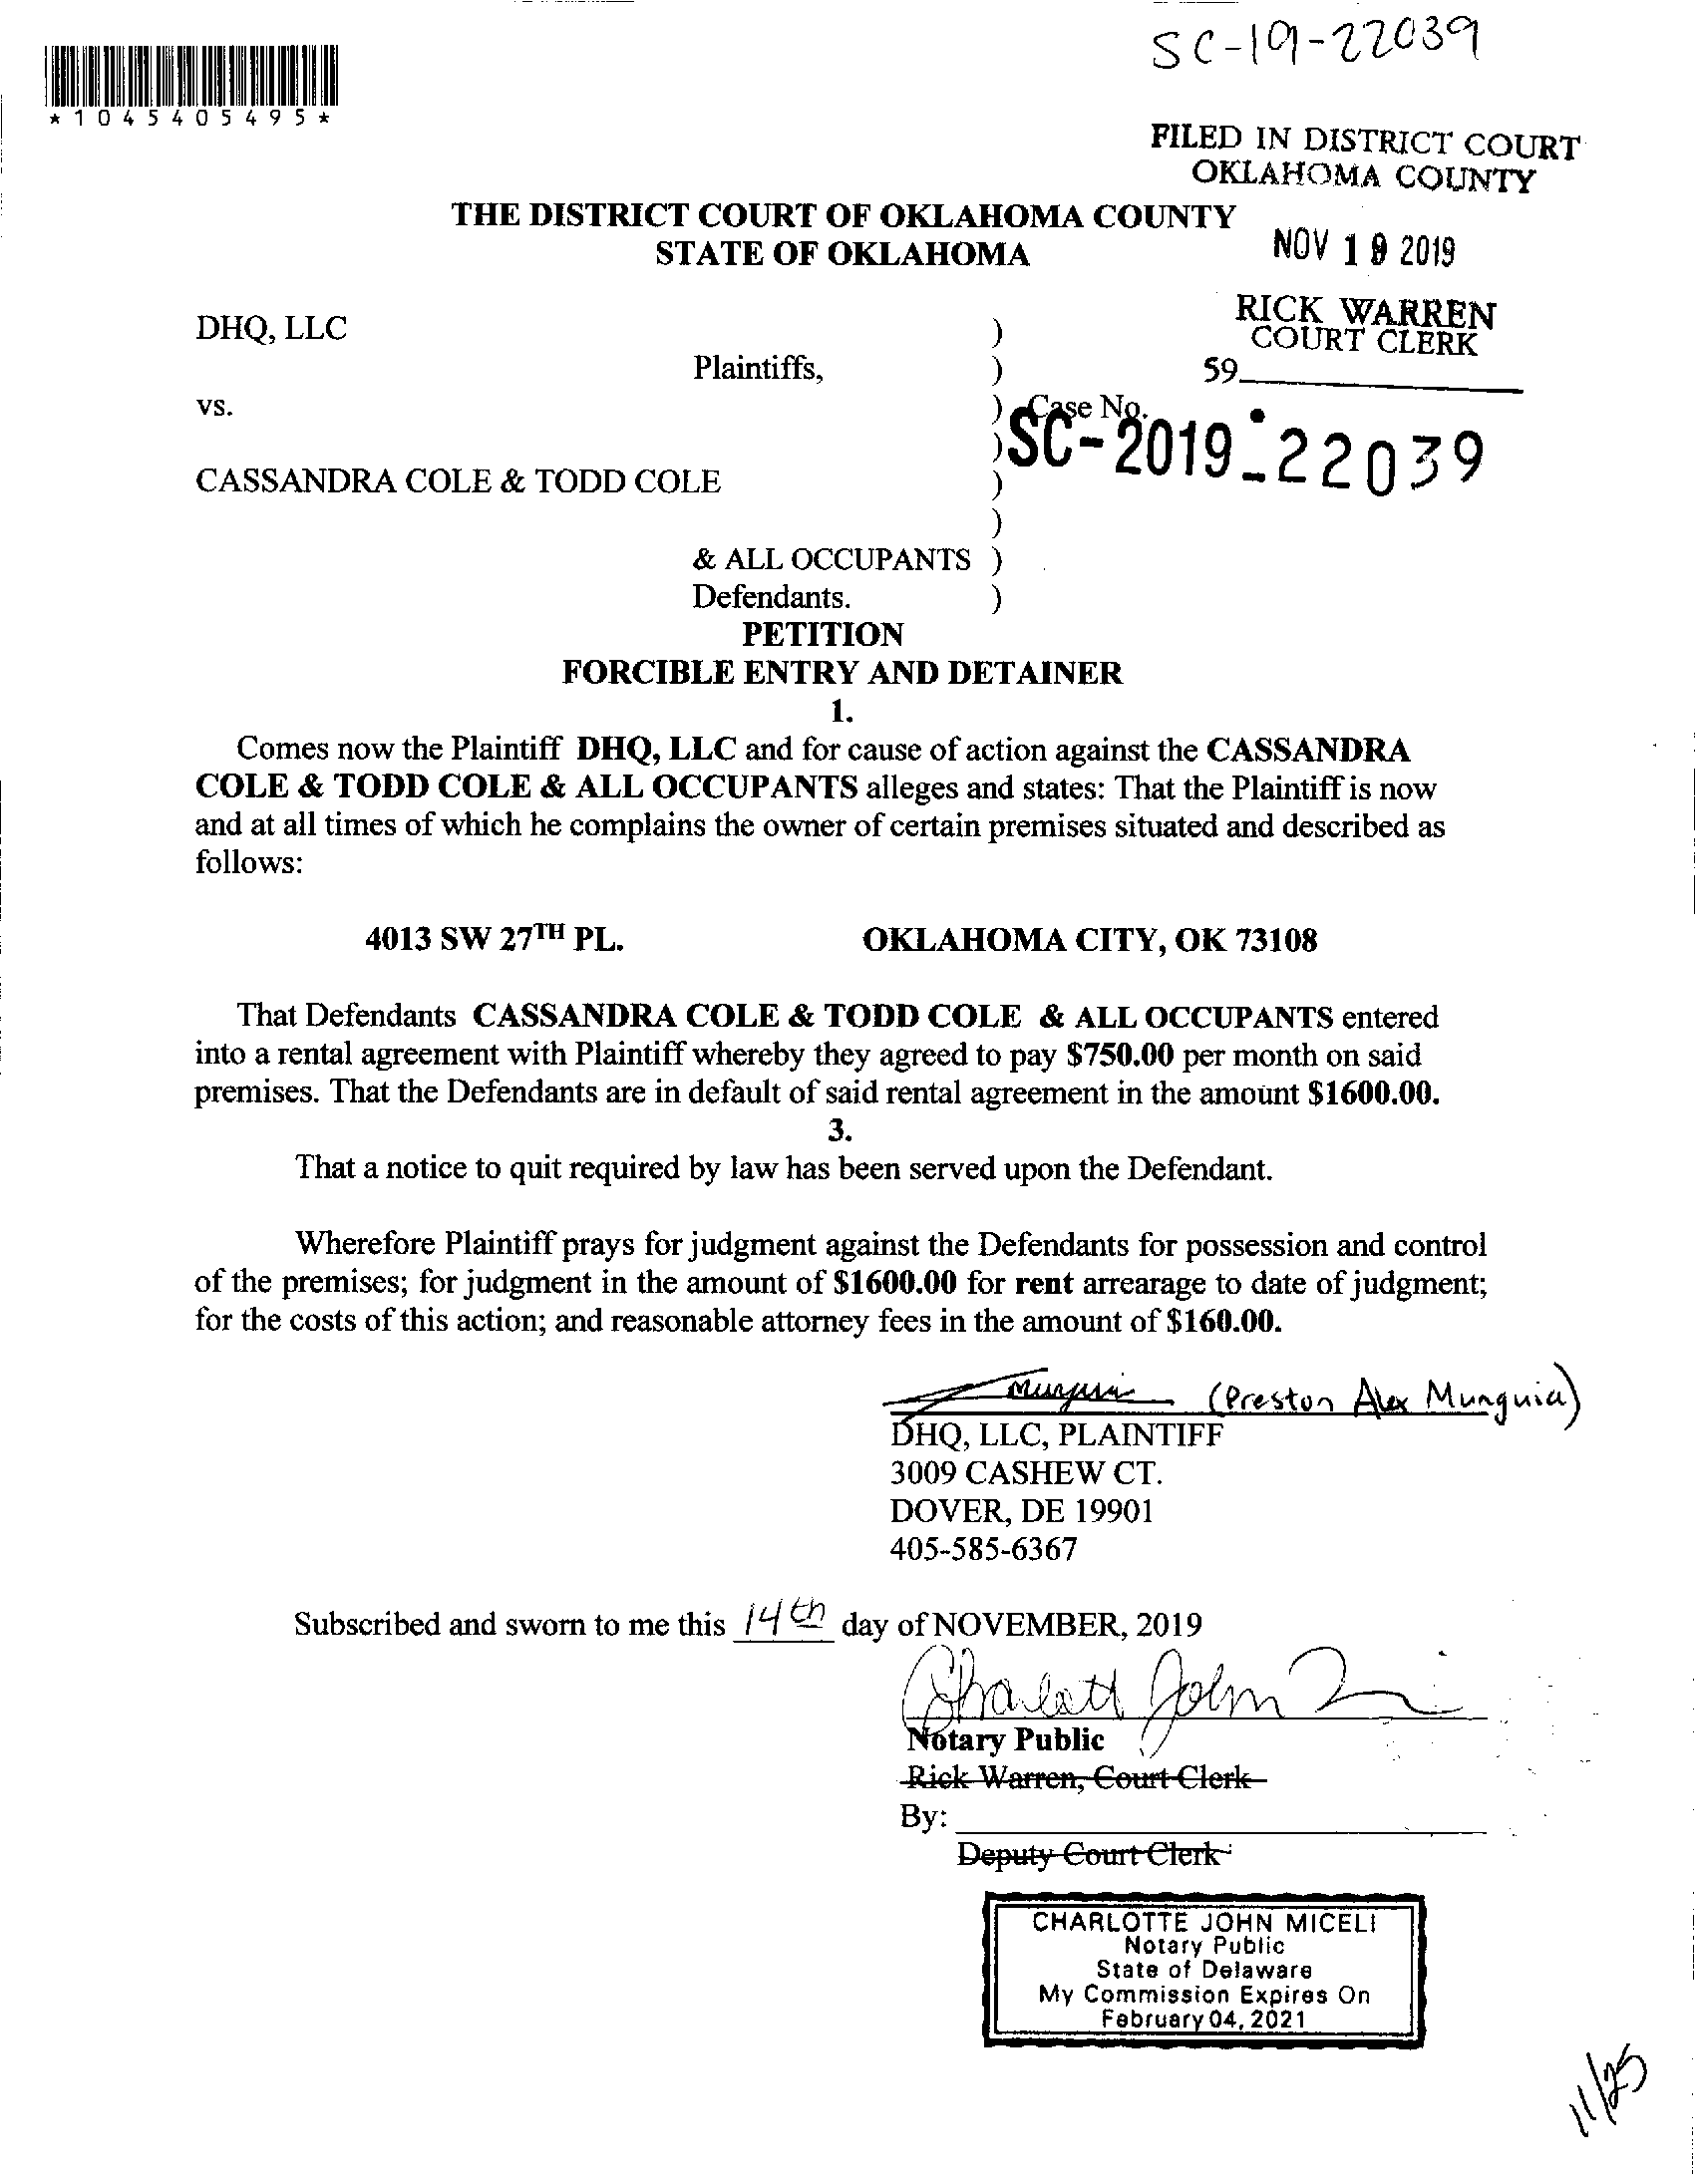 SC-19-22039
*1045405495*
FILED IN DISTRICT COURT
OKLAHOMA COUNTY
THE DISTRICT COURT OF OKLAHOMA COUNTY
STATE OF OKLAHOMA
NOV 19 2019
RICK WARREN
COURT CLERK
59
DHQ, LLC )
Plaintiffs, )
vs. ) Case No.
) SC-2019-22039
CASSANDRA COLE & TODD COLE )
)
& ALL OCCUPANTS )
Defendants. )
PETITION
FORCIBLE ENTRY AND DETAINER
1.
Comes now the Plaintiff DHQ, LLC and for cause of action against the CASSANDRA
COLE & TODD COLE & ALL OCCUPANTS alleges and states: That the Plaintiff is now
and at all times of which he complains the owner of certain premises situated and described as
follows:
4013 SW 27TH PL. OKLAHOMA CITY, OK 73108
That Defendants CASSANDRA COLE & TODD COLE & ALL OCCUPANTS entered
into a rental agreement with Plaintiff whereby they agreed to pay $750.00 per month on said
premises. That the Defendants are in default of said rental agreement in the amount $1600.00.
3.
That a notice to quit required by law has been served upon the Defendant.
Wherefore Plaintiff prays for judgment against the Defendants for possession and control
of the premises; for judgment in the amount of $1600.00 for rent arrearage to date of judgment;
for the costs of this action; and reasonable attorney fees in the amount of $160.00.
Munguia (Preston Alex Munguia)
DHQ, LLC, PLAINTIFF
3009 CASHEW CT.
DOVER, DE 19901
405-585-6367
Subscribed and sworn to me this 14th day of NOVEMBER, 2019
Notary Public
Rick Warren, Court Clerk
By:
Deputy Court Clerk
CHARLOTTE JOHN MICELI
Notary Public
State of Delaware
My Commission Expires On
February 04, 2021
11/25